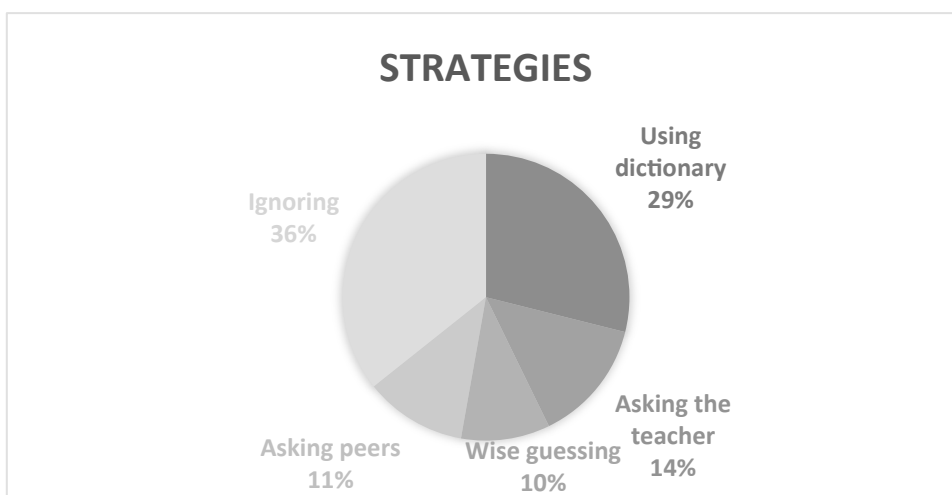 STRATEGIES
Using
dictionary
29%
Ignoring
36%
Asking the
teacher
14%
Asking peers
11%
Wise guessing
10%